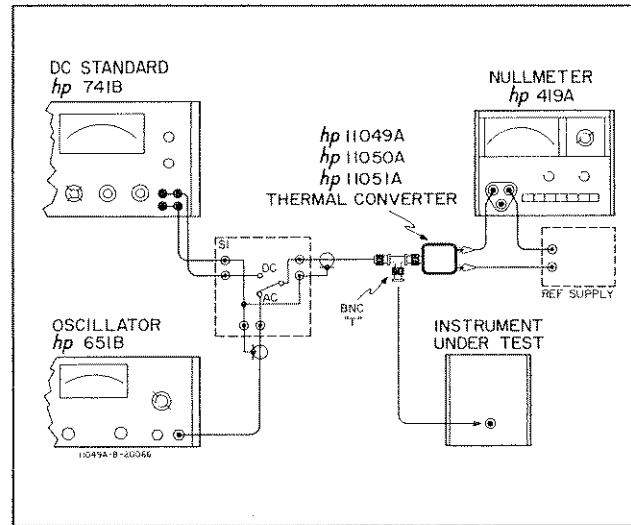 DC STANDARD
hp 741B
NULLMETER
hp 419A
hp 11049A
hp 11050A
hp 11051A
THERMAL CONVERTER
S1
DC
AC
REF SUPPLY
BNC
"T"
OSCILLATOR
hp 651B
INSTRUMENT
UNDER TEST
11049A-B-20066